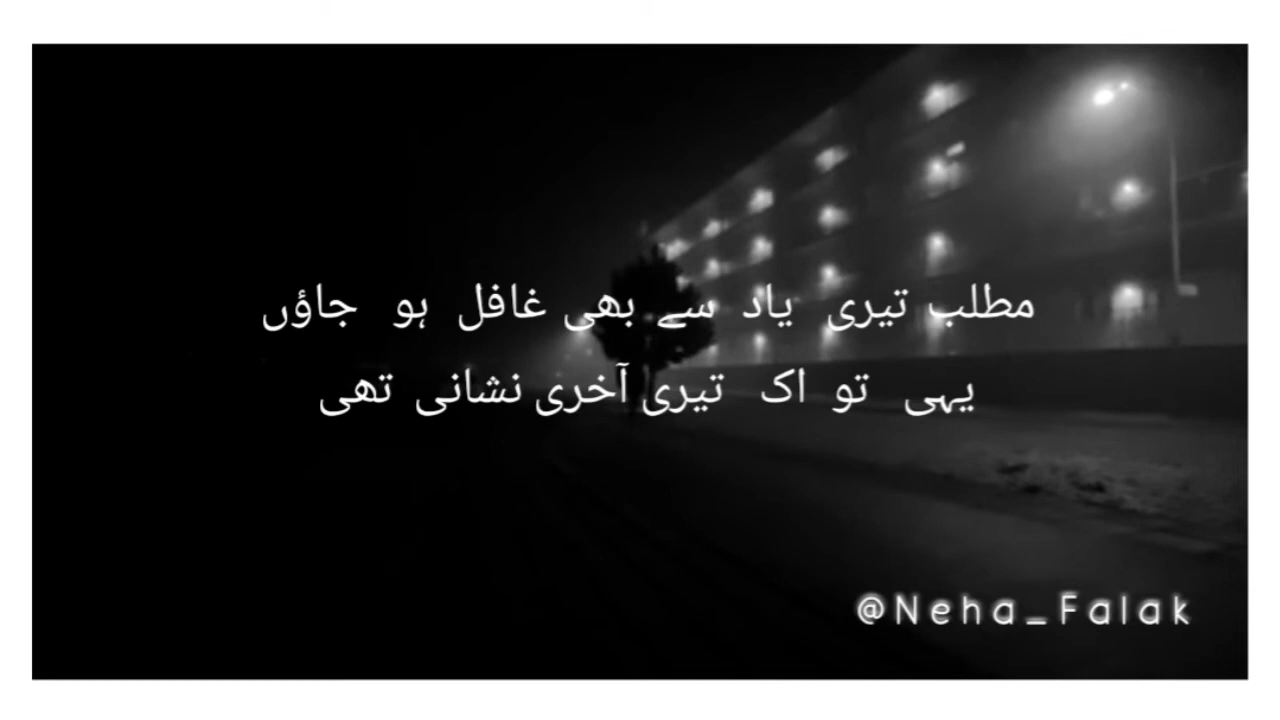 مطلب تیری یاد سے بھی غافل ہو جاؤں
یہی تو اک تیری آخری نشانی تھی
@Neha_Falak